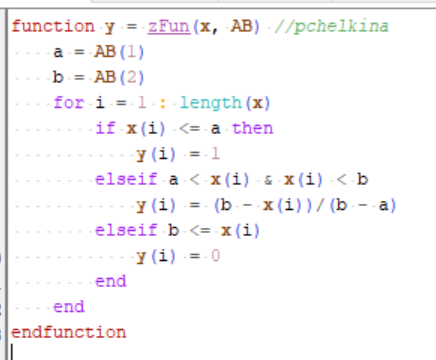 function y = zFun(x, AB) //pchelkina
    a = AB(1)
    b = AB(2)
    for i = 1 : length(x)
        if x(i) <= a then
            y(i) = 1
        elseif a < x(i) & x(i) < b
            y(i) = (b - x(i))/(b - a)
        elseif b <= x(i)
            y(i) = 0
        end
    end
endfunction